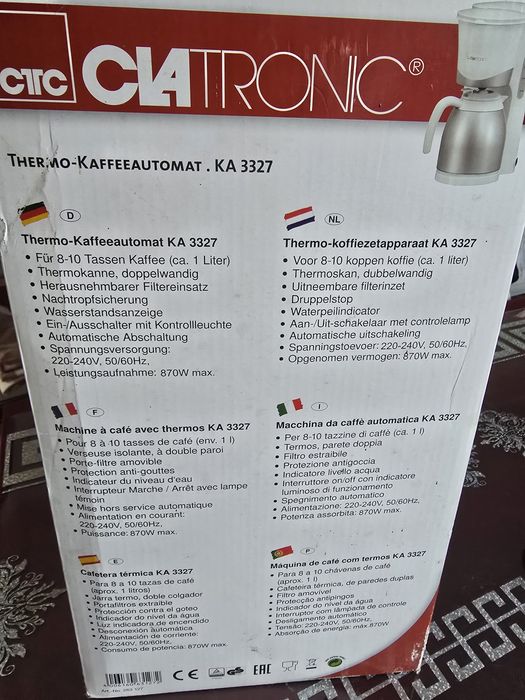 CTC CLATRONIC®
THERMO-KAFFEEAUTOMAT . KA 3327
D
Thermo-Kaffeeautomat KA 3327
• Für 8-10 Tassen Kaffee (ca. 1 Liter)
• Thermokanne, doppelwandig
• Herausnehmbarer Filtereinsatz
• Nachtropfsicherung
• Wasserstandsanzeige
• Ein-/Ausschalter mit Kontrollleuchte
• Automatische Abschaltung
• Spannungsversorgung:
220-240V, 50/60Hz,
• Leistungsaufnahme: 870W max.
NL
Thermo-koffiezetapparaat KA 3327
• Voor 8-10 koppen koffie (ca. 1 liter)
• Thermoskan, dubbelwandig
• Uitneembare filterinzet
• Druppelstop
• Waterpeilindicator
• Aan-/Uit-schakelaar met controlelamp
• Automatische uitschakeling
• Spanningstoevoer: 220-240V, 50/60Hz,
• Opgenomen vermogen: 870W max.
F
Machine à café avec thermos KA 3327
• Pour 8 à 10 tasses de café (env. 1 l)
• Verseuse isolante, à double paroi
• Porte-filtre amovible
• Protection anti-gouttes
• Indicateur du niveau d'eau
• Interrupteur Marche / Arrêt avec lampe
témoin
• Mise hors service automatique
• Alimentation en courant:
220-240V, 50/60Hz,
• Puissance: 870W max.
I
Macchina da caffè automatica KA 3327
• Per 8-10 tazzine di caffè (ca. 1 l)
• Termos, parete doppia
• Filtro estraibile
• Protezione antigoccia
• Indicatore livello acqua
• Interruttore on/off con indicatore
luminoso di funzionamento
• Spegnimento automatico
• Alimentazione: 220-240V, 50/60Hz,
• Potenza assorbita: 870W max.
E
Cafetera térmica KA 3327
• Para 8 a 10 tazas de café
(aprox. 1 litros)
• Jarra termo, doble colgador
• Portafiltros extraible
• Protección contra el goteo
• Indicador de nivel de agua
• Luz indicadora de encendido
• Desconexión automática
• Alimentación de corriente:
220-240V, 50/60Hz,
• Consumo de potencia: 870W max.
P
Máquina de café com termos KA 3327
• Para 8 a 10 chávenas de café
(aprox. 1 l)
• Cafeteira térmica, de paredes duplas
• Filtro amovível
• Protecção antipingos
• Indicador do nível da água
• Interruptor com lâmpada de controle
• Desligamento automático
• Tensão: 220-240V, 50/60Hz,
• Absorção de energia: máx.870W
Art. No. 263 127
CE EAC